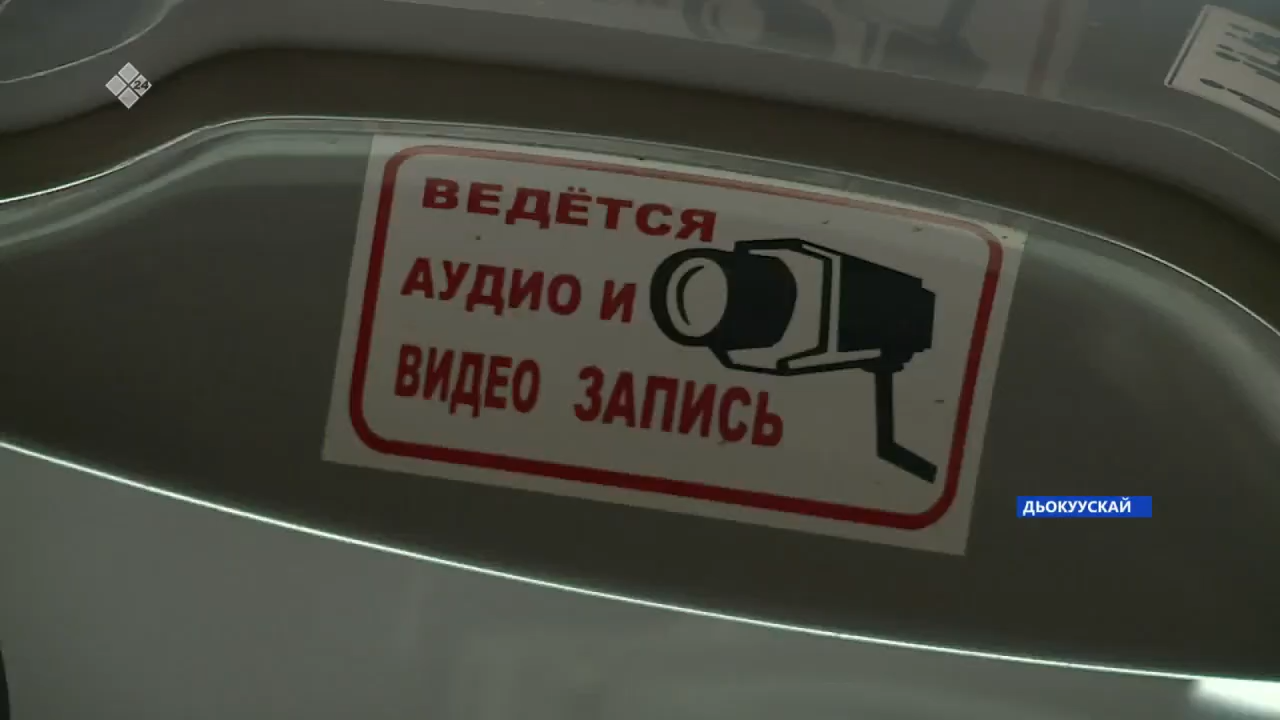 24
ВЕДЁТСЯ
АУДИО И
ВИДЕО ЗАПИСЬ
ДЬОКУУСКАЙ